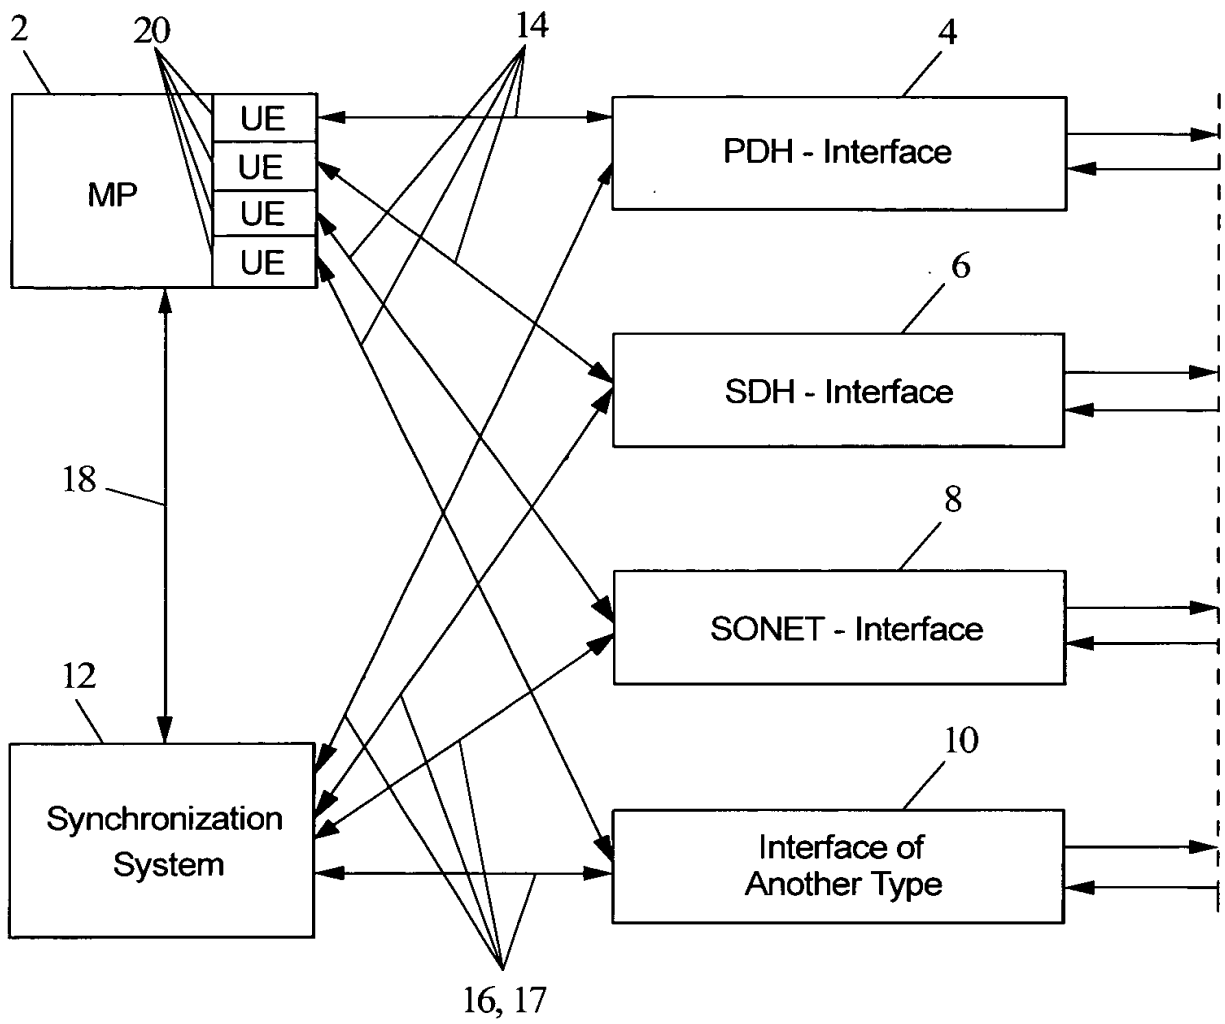 2
20
14
4
UE
UE
UE
UE
MP
PDH - Interface
6
SDH - Interface
18
8
SONET - Interface
12
10
Synchronization
System
Interface of
Another Type
16, 17